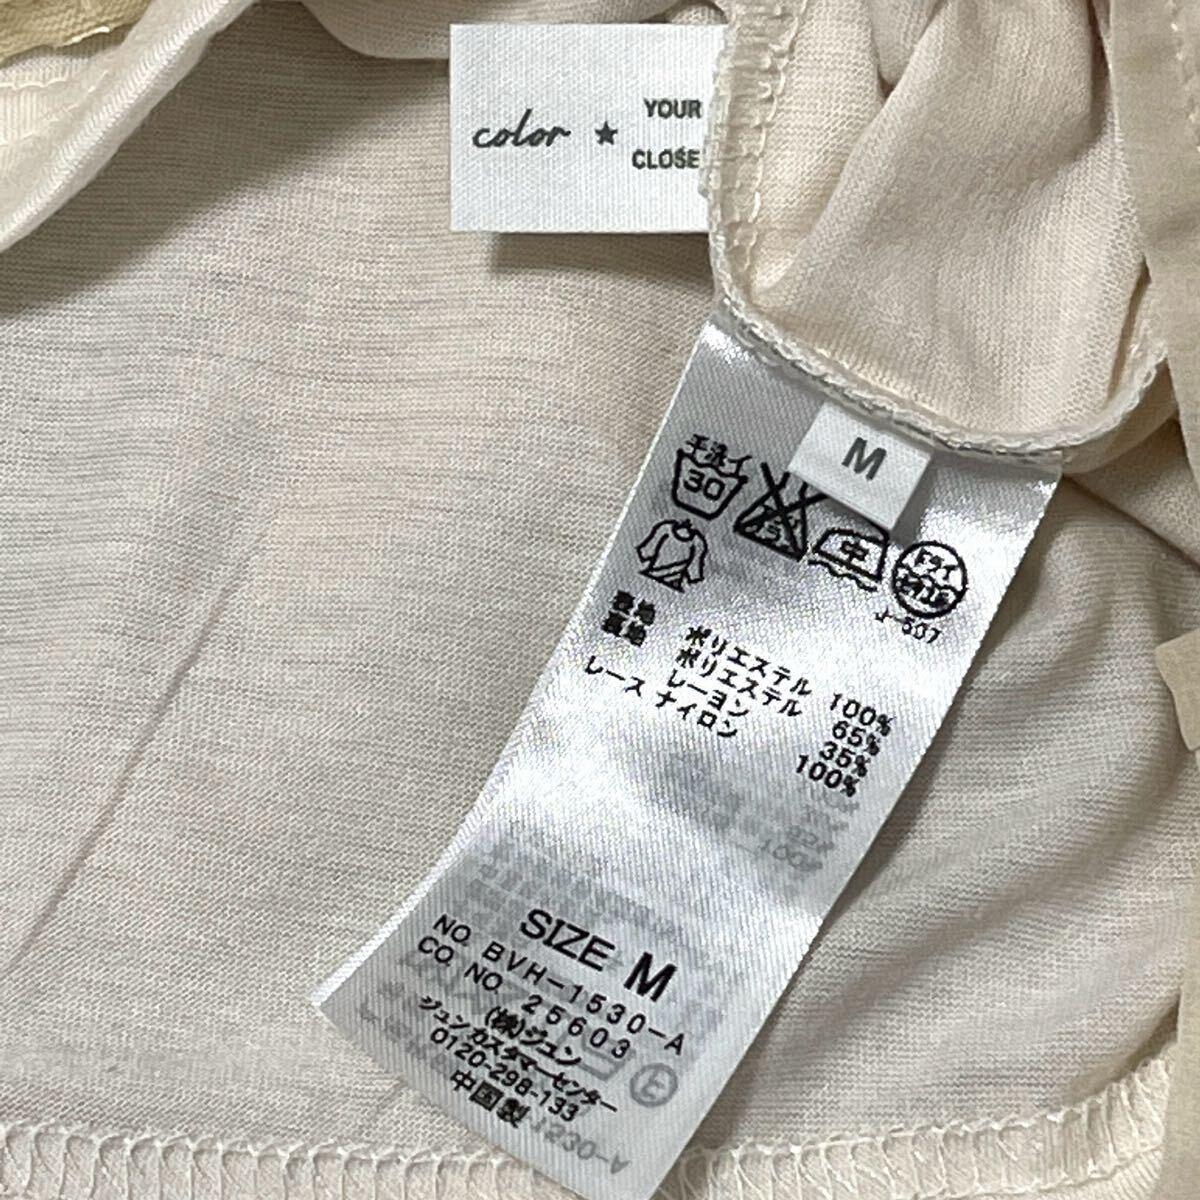 color ★ YOUR
CLOSE
M
手洗イ
30
中
ドライ
J-507
表地 ポリエステル 100%
裏地 ポリエステル 65%
レーヨン 35%
レース ナイロン 100%
SIZE M
NO. BVH-1530-A
CO. NO. 25603
(株)ジュン
ジュンカスタマーセンター
0120-298-133
中国製